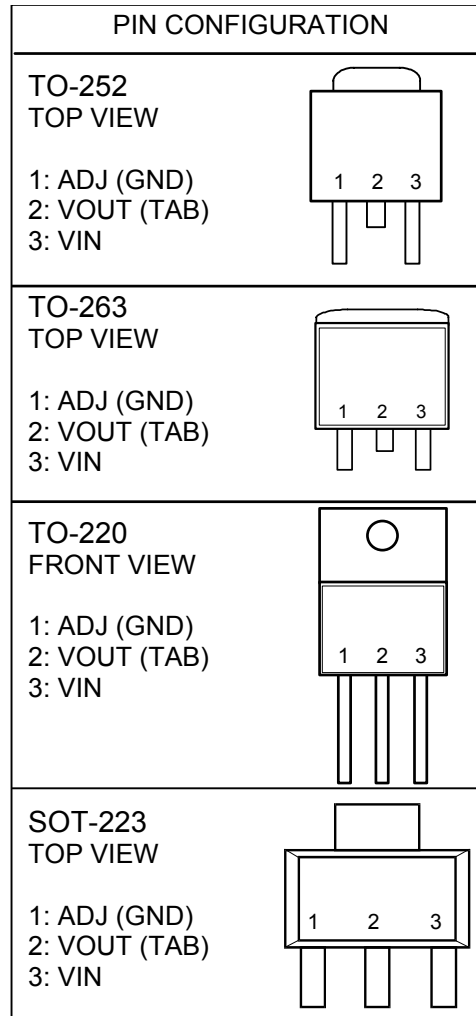 PIN CONFIGURATION
TO-252
TOP VIEW
1: ADJ (GND)
2: VOUT (TAB)
3: VIN
1 2 3
TO-263
TOP VIEW
1: ADJ (GND)
2: VOUT (TAB)
3: VIN
1 2 3
TO-220
FRONT VIEW
1: ADJ (GND)
2: VOUT (TAB)
3: VIN
1 2 3
SOT-223
TOP VIEW
1: ADJ (GND)
2: VOUT (TAB)
3: VIN
1 2 3